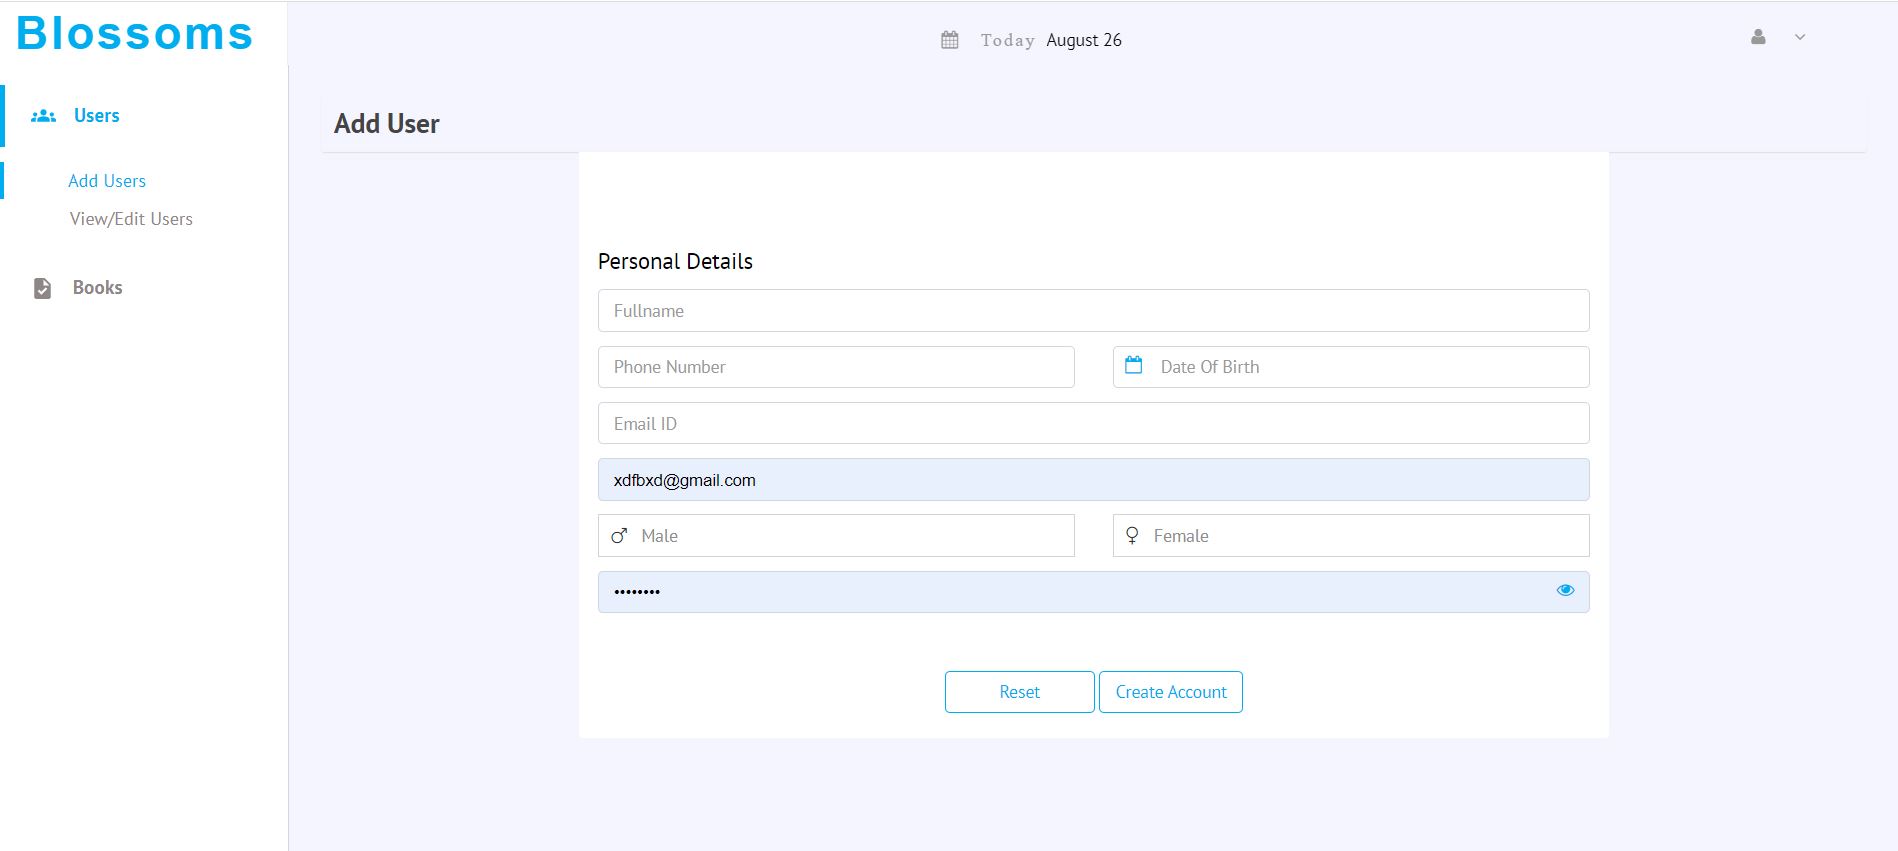 Blossoms
Today August 26
Users
Add Users
View/Edit Users
Books
Add User
Personal Details
Fullname
Phone Number
Date Of Birth
Email ID
xdfbxd@gmail.com
Male
Female
••••••••
Reset
Create Account